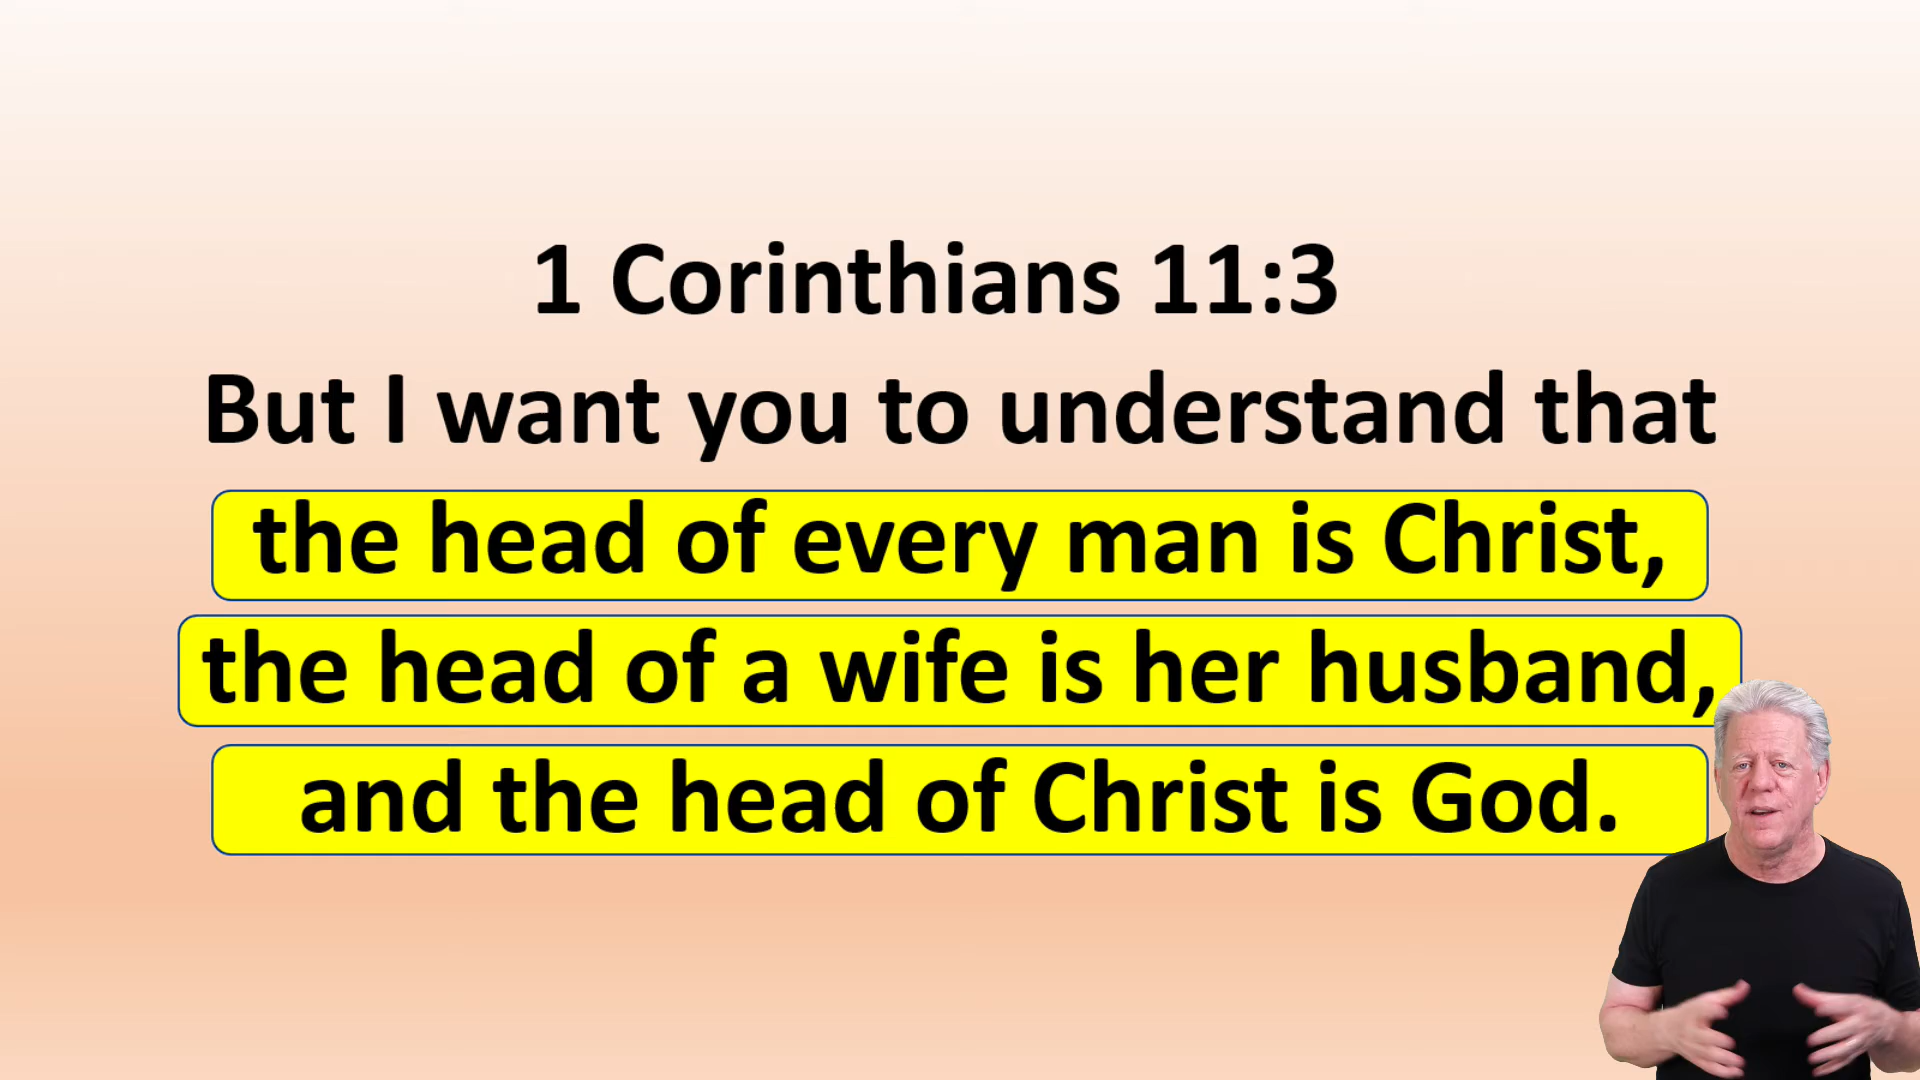 1 Corinthians 11:3
But I want you to understand that
the head of every man is Christ,
the head of a wife is her husband,
and the head of Christ is God.